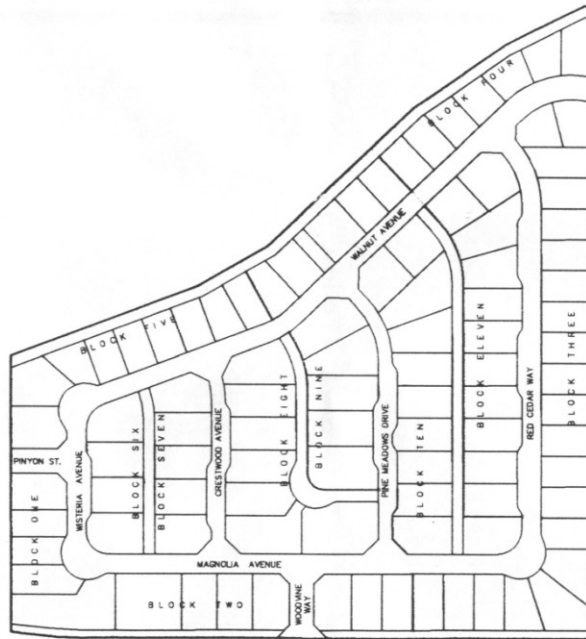 BLOCK FOUR
WALNUT AVENUE
BLOCK FIVE
BLOCK THREE
BLOCK ELEVEN
RED CEDAR WAY
BLOCK NINE
BLOCK EIGHT
PINE MEADOWS DRIVE
BLOCK TEN
CRESTWOOD AVENUE
BLOCK SEVEN
BLOCK SIX
PINYON ST.
WISTERIA AVENUE
BLOCK ONE
MAGNOLIA AVENUE
BLOCK TWO
WOODVINE
WAY